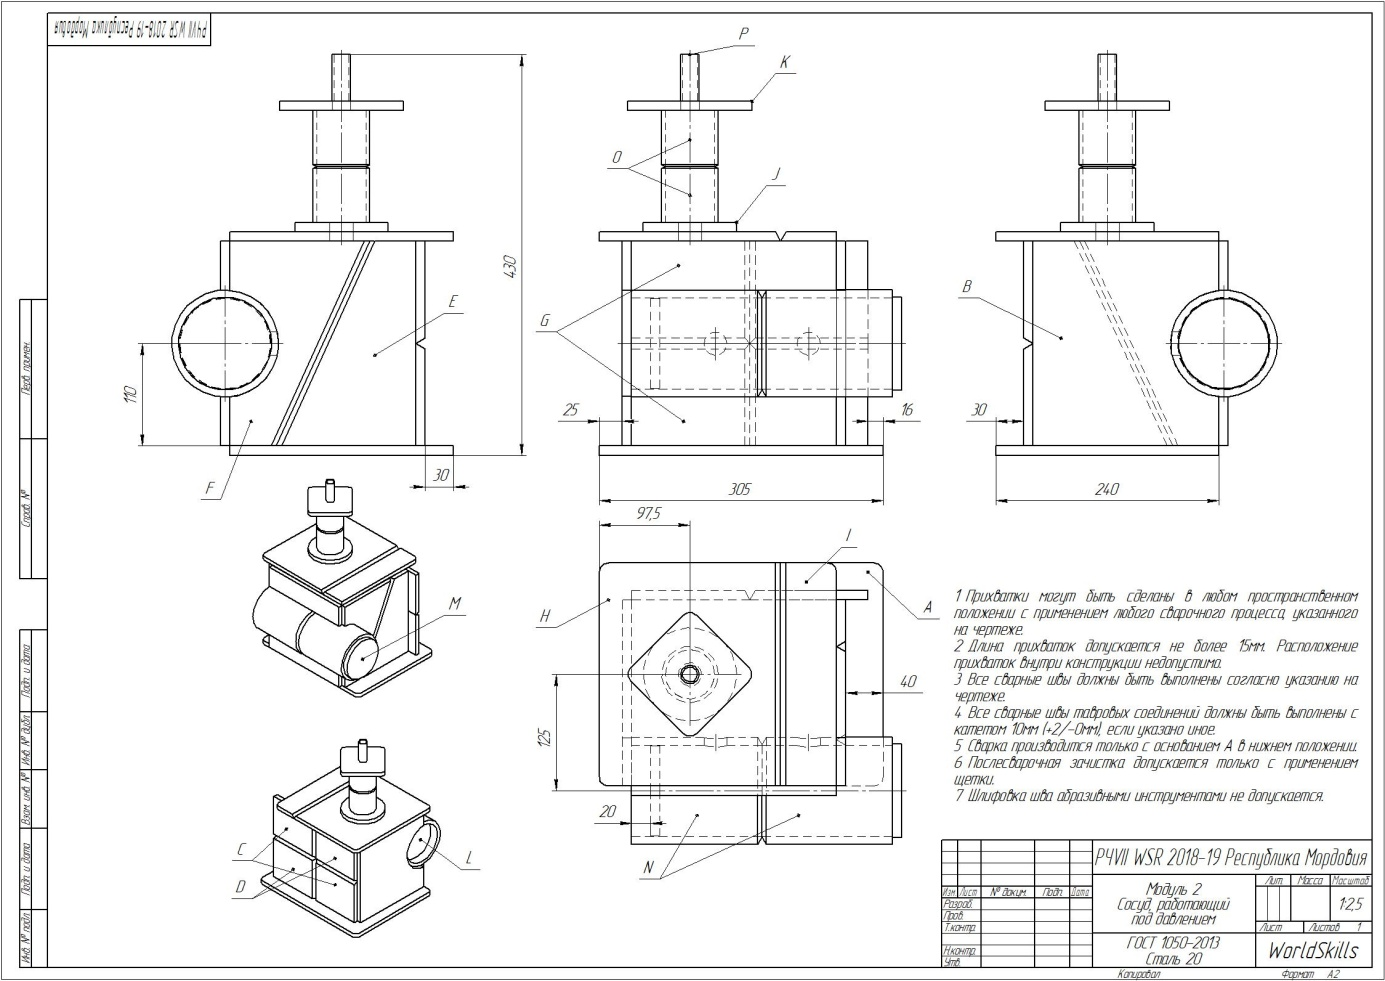 РЧVII WSR 2018-19 Республика Мордовия
P
K
O
J
G
E
F
B
430
110
30
25
16
305
30
240
97,5
I
H
A
M
C
D
L
125
40
20
N
1 Прихватки могут быть сделаны в любом пространственном
положении с применением любого сварочного процесса, указанного
на чертеже.
2 Длина прихваток допускается не более 15мм. Расположение
прихваток внутри конструкции недопустимо.
3 Все сварные швы должны быть выполнены согласно указанию на
чертеже.
4 Все сварные швы тавровых соединений должны быть выполнены с
катетом 10мм (+2/-0мм), если указано иное.
5 Сварка производится только с основанием А в нижнем положении.
6 Послесварочная зачистка допускается только с применением
щетки.
7 Шлифовка шва абразивными инструментами не допускается.
Перв. примен.
Справ. №
Подп. и дата
Инв. № дубл.
Взам. инв. №
Подп. и дата
Инв. № подл.
РЧVII WSR 2018-19 Республика Мордовия
Изм. Лист № докум. Подп. Дата
Разраб.
Пров.
Т.контр.
Н.контр.
Утв.
Модуль 2
Сосуд, работающий
под давлением
Лит. Масса Масштаб
1:2,5
Лист Листов 1
ГОСТ 1050-2013
Сталь 20
WorldSkills
Копировал Формат A2